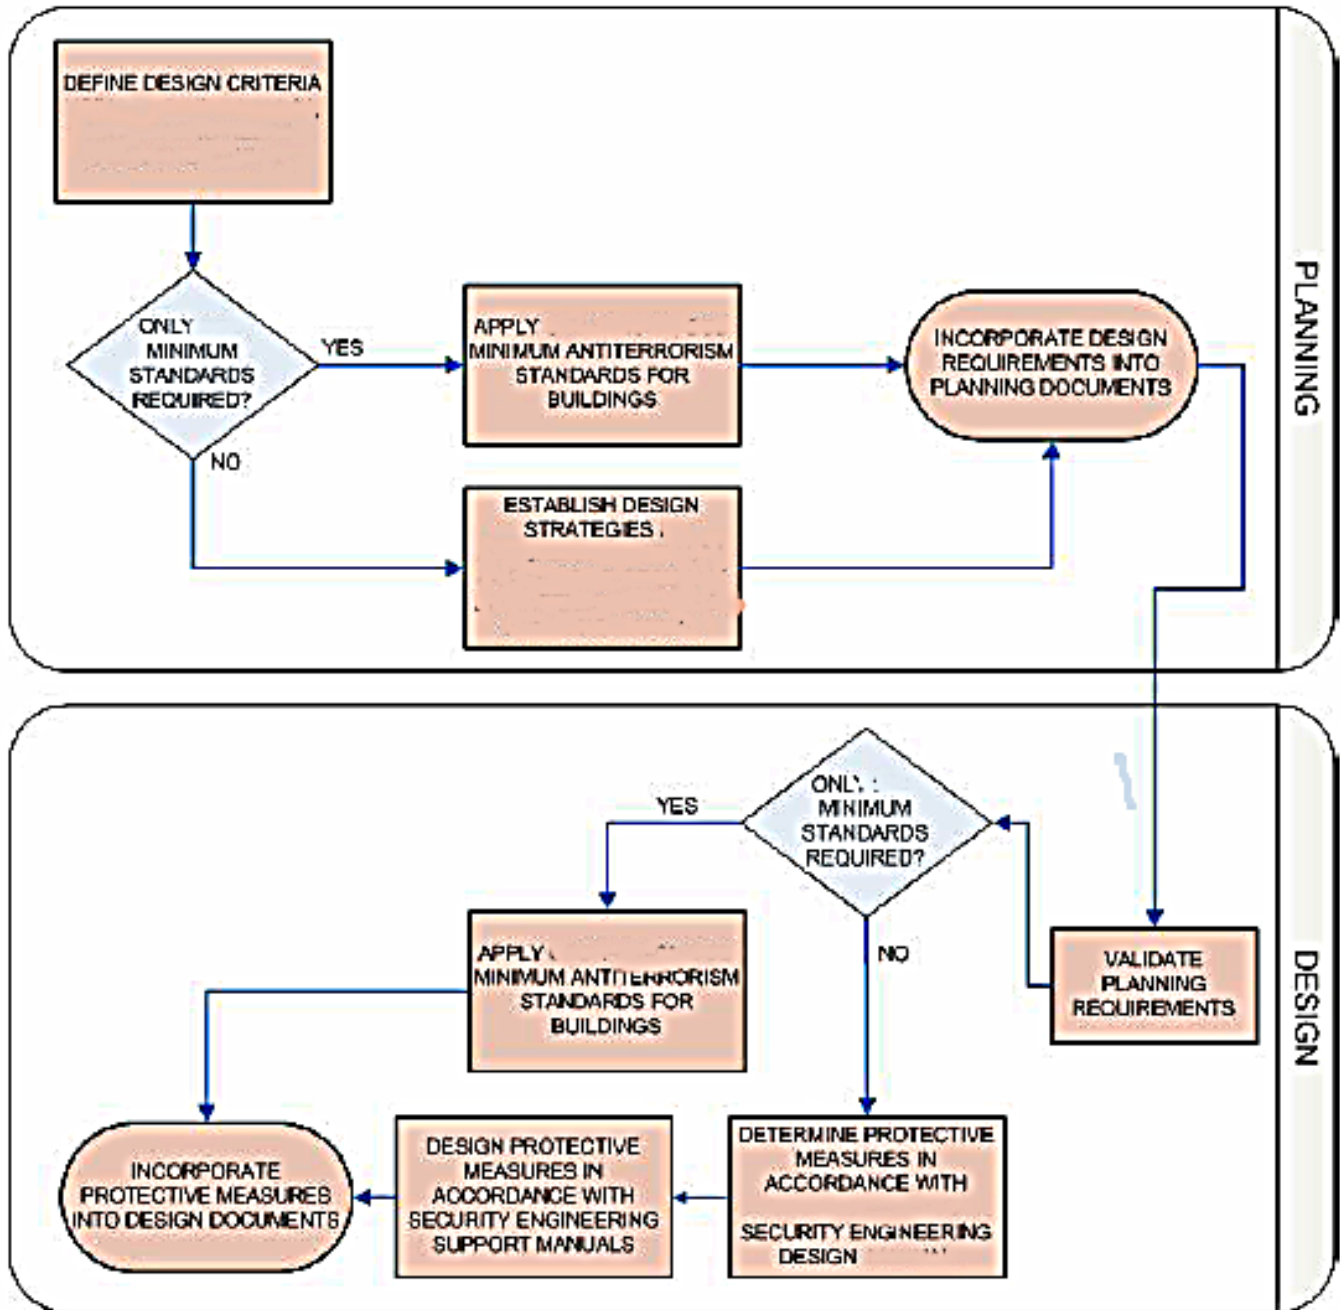 DEFINE DESIGN CRITERIA
ONLY
MINIMUM
STANDARDS
REQUIRED?
YES
NO
APPLY
MINIMUM ANTITERRORISM
STANDARDS FOR
BUILDINGS
ESTABLISH DESIGN
STRATEGIES
INCORPORATE DESIGN
REQUIREMENTS INTO
PLANNING DOCUMENTS
PLANNING
VALIDATE
PLANNING
REQUIREMENTS
ONLY
MINIMUM
STANDARDS
REQUIRED?
YES
NO
APPLY
MINIMUM ANTITERRORISM
STANDARDS FOR
BUILDINGS
DETERMINE PROTECTIVE
MEASURES IN
ACCORDANCE WITH
SECURITY ENGINEERING
DESIGN
DESIGN PROTECTIVE
MEASURES IN
ACCORDANCE WITH
SECURITY ENGINEERING
SUPPORT MANUALS
INCORPORATE
PROTECTIVE MEASURES
INTO DESIGN DOCUMENTS
DESIGN